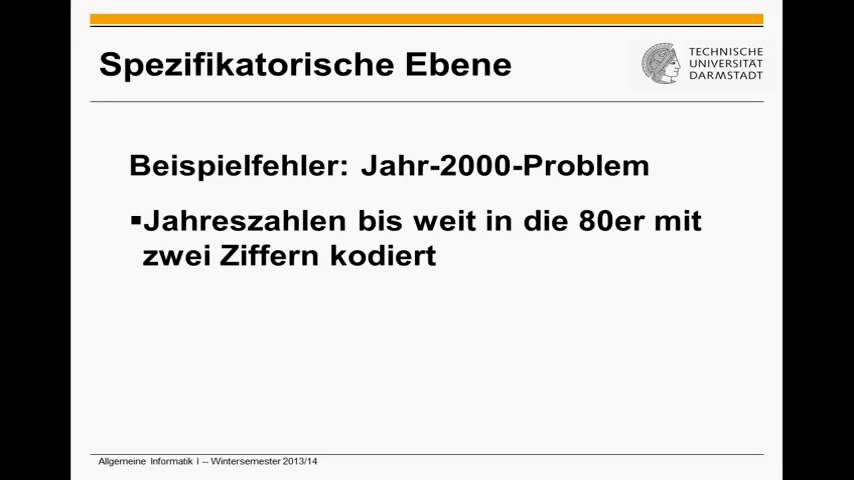 Spezifikatorische Ebene
TECHNISCHE
UNIVERSITÄT
DARMSTADT
Beispielfehler: Jahr-2000-Problem
▪Jahreszahlen bis weit in die 80er mit
zwei Ziffern kodiert
Allgemeine Informatik I -- Wintersemester 2013/14